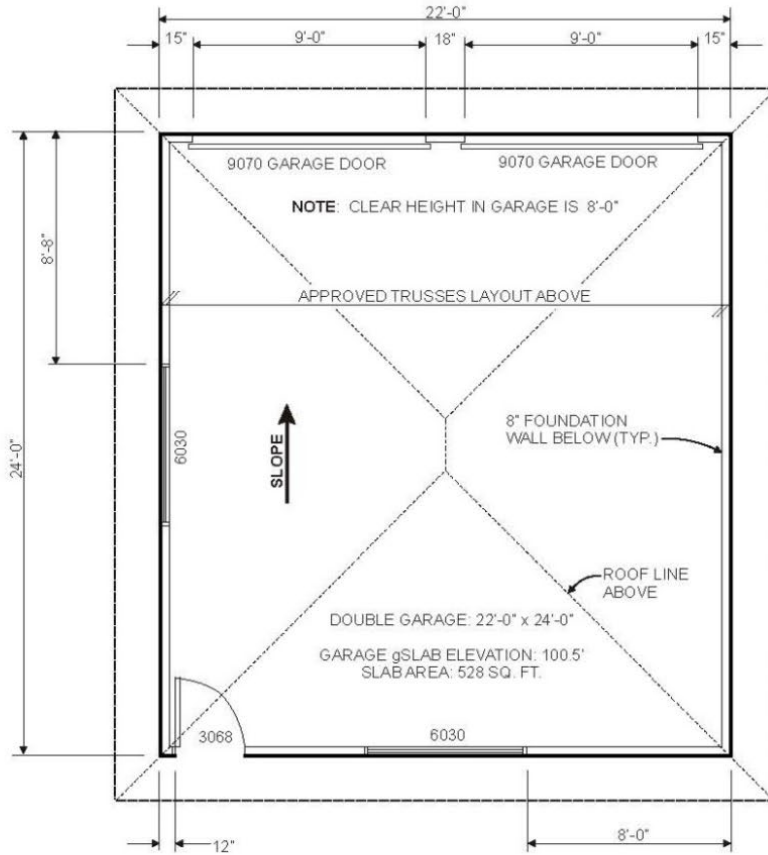 22'-0"
15" 9'-0" 18" 9'-0" 15"
9070 GARAGE DOOR 9070 GARAGE DOOR
NOTE: CLEAR HEIGHT IN GARAGE IS 8'-0"
8'-8"
APPROVED TRUSSES LAYOUT ABOVE
24'-0"
6030
SLOPE
8" FOUNDATION
WALL BELOW (TYP.)
ROOF LINE
ABOVE
DOUBLE GARAGE: 22'-0" x 24'-0"
GARAGE gSLAB ELEVATION: 100.5'
SLAB AREA: 528 SQ. FT.
3068
6030
12"
8'-0"